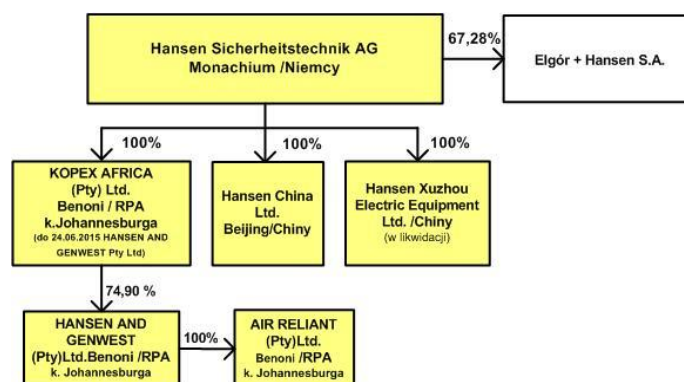 Hansen Sicherheitstechnik AG
Monachium /Niemcy
67,28%
Elgór + Hansen S.A.
100%
100%
100%
KOPEX AFRICA
(Pty) Ltd.
Benoni / RPA
k.Johannesburga
(do 24.06.2015 HANSEN AND
GENWEST Pty Ltd)
Hansen China
Ltd.
Beijing/Chiny
Hansen Xuzhou
Electric Equipment
Ltd. /Chiny
(w likwidacji)
74,90 %
HANSEN AND
GENWEST
(Pty)Ltd.Benoni /RPA
k. Johannesburga
100%
AIR RELIANT
(Pty)Ltd.
Benoni /RPA
k. Johannesburga